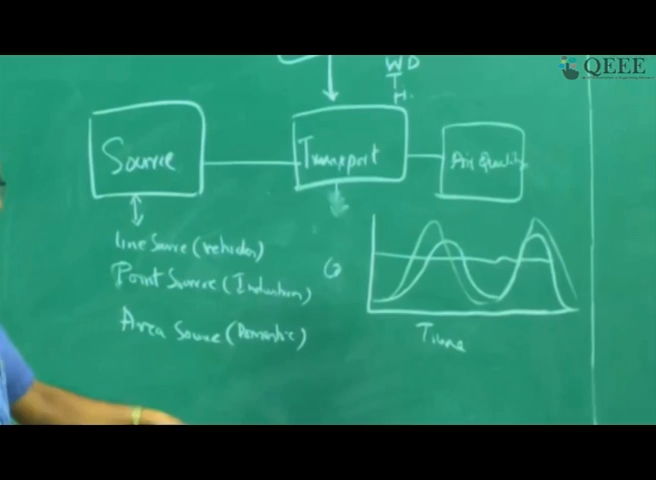 QEEE
WD
T
H.
Source
Transport
Air Quality
Line Source (vehicles)
Point Source (Industries)
Area Source (Domestic)
Time